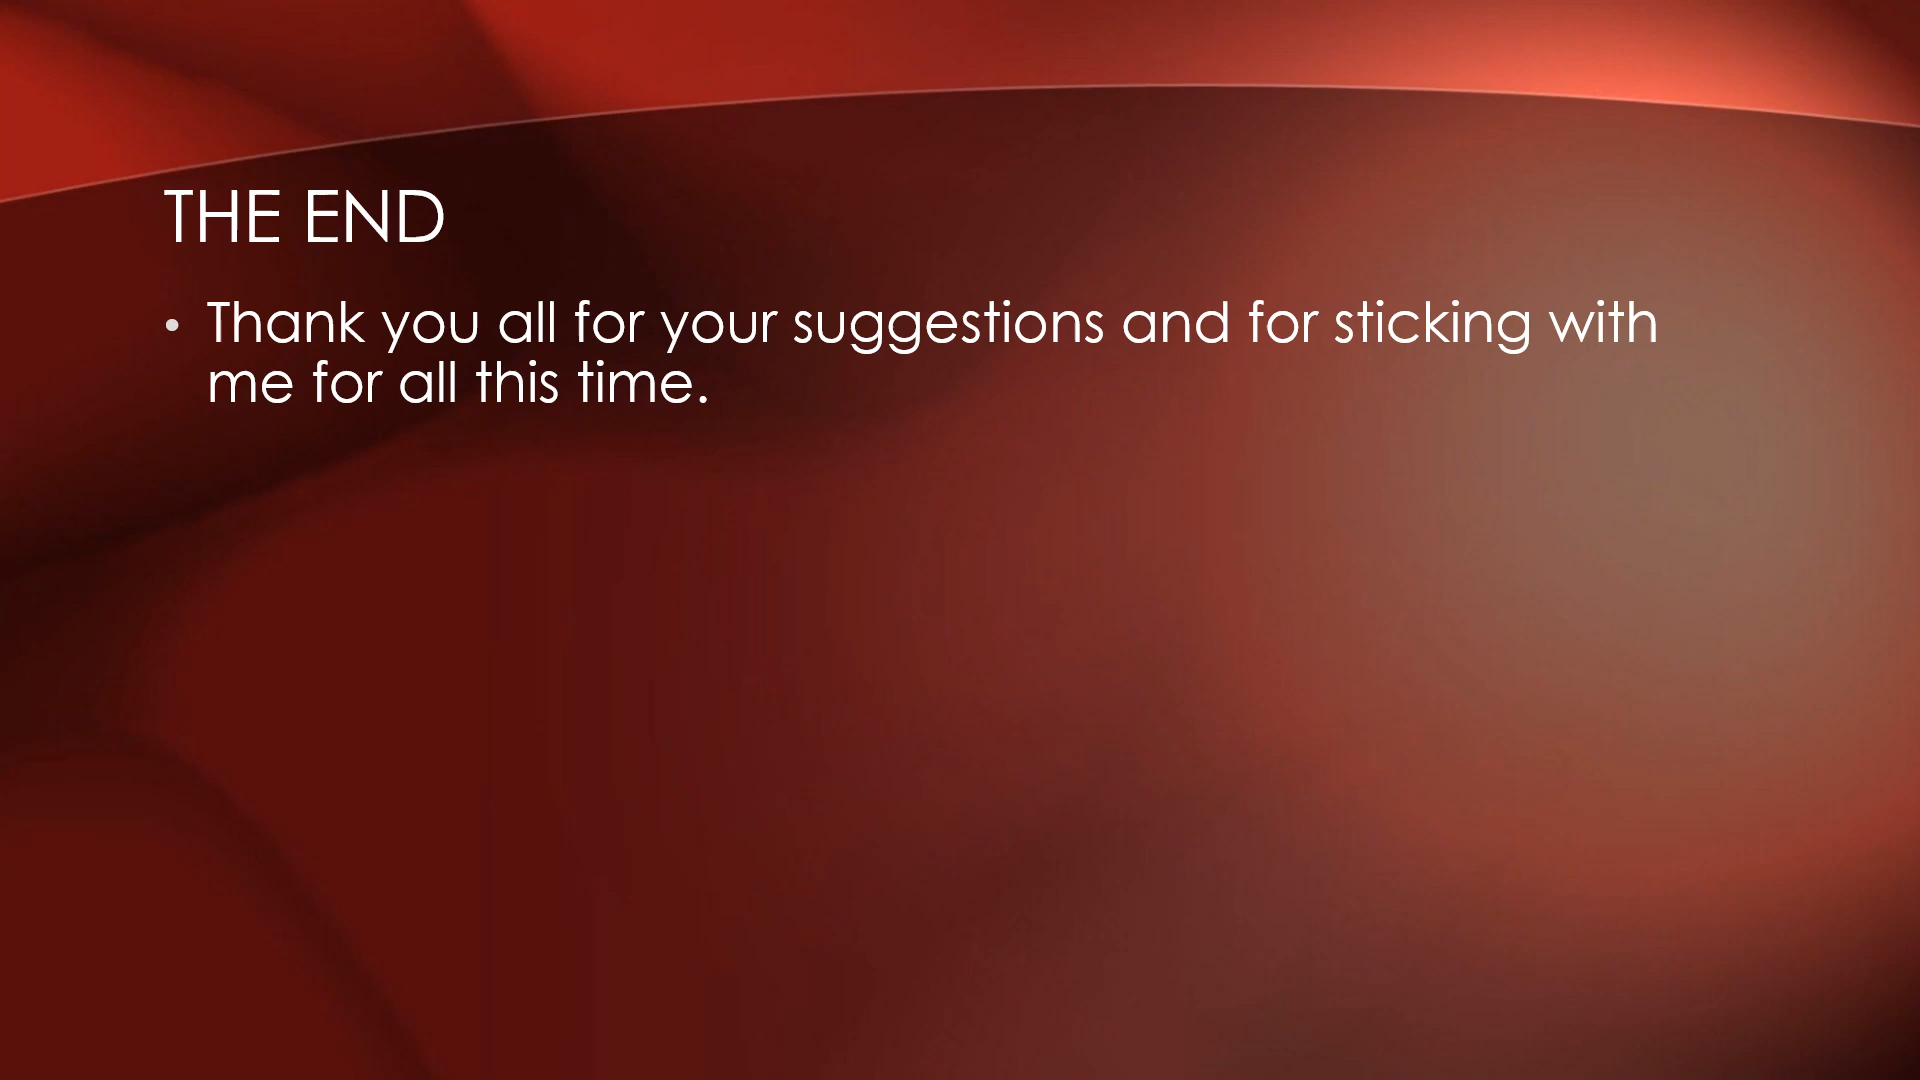 THE END
• Thank you all for your suggestions and for sticking with
me for all this time.